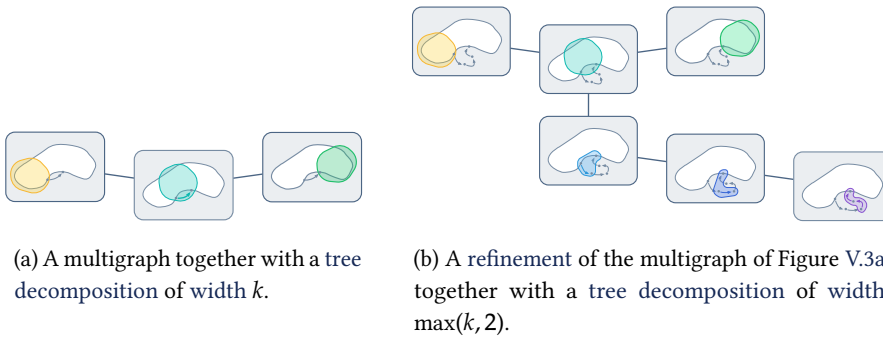 (a) A multigraph together with a tree
decomposition of width k.
(b) A refinement of the multigraph of Figure V.3a
together with a tree decomposition of width
max(k, 2).